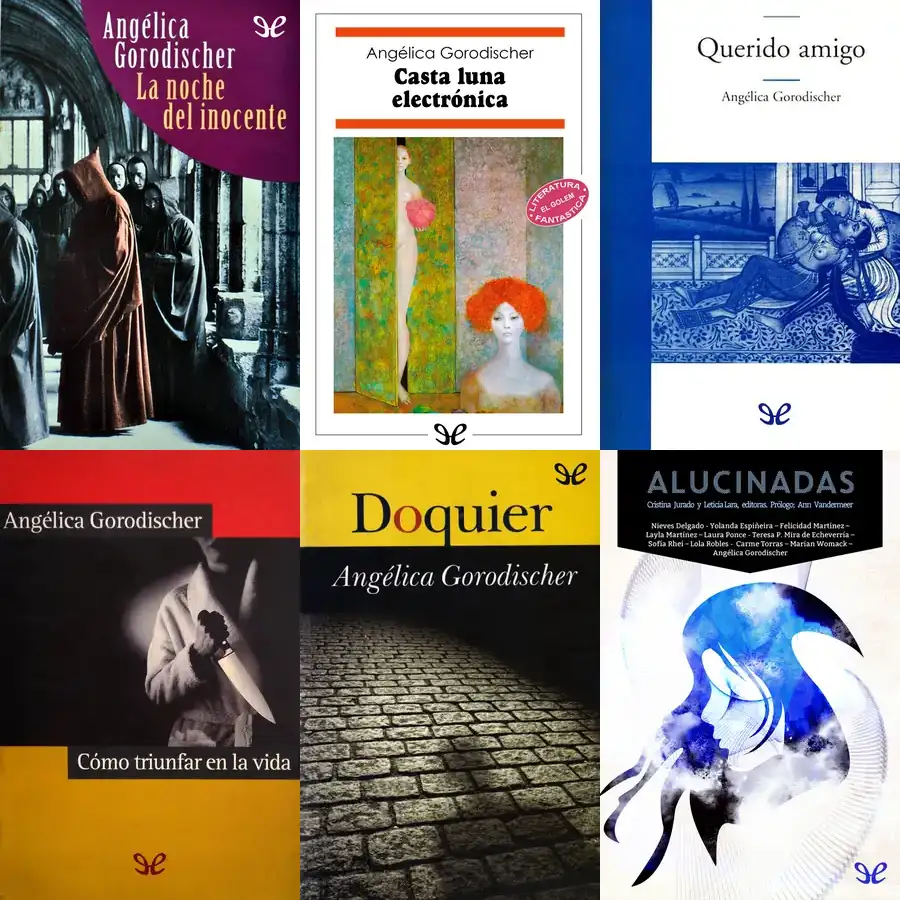 Angélica
Gorodischer
La noche
del inocente
Angélica Gorodischer
Casta luna
electrónica
LITERATURA
EL GOLEM
FANTASTICA
Querido amigo
Angélica Gorodischer
Angélica Gorodischer
Cómo triunfar en la vida
Doquier
Angélica Gorodischer
ALUCINADAS
Cristina Jurado y Leticia Lara, editoras. Prólogo: Ann Vandermeer
Nieves Delgado - Yolanda Espiñeira – Felicidad Martínez –
Layla Martínez – Laura Ponce - Teresa P. Mira de Echeverría –
Sofía Rhei – Lola Robles - Carme Torras – Marian Womack –
Angélica Gorodischer